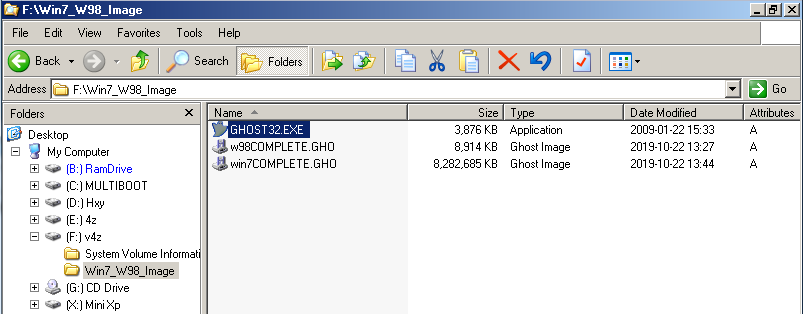 F:\Win7_W98_Image
File Edit View Favorites Tools Help
Back Search Folders
Address F:\Win7_W98_Image Go
Folders
Desktop
My Computer
(B:) RamDrive
(C:) MULTIBOOT
(D:) Hxy
(E:) 4z
(F:) v4z
System Volume Informati
Win7_W98_Image
(G:) CD Drive
(X:) Mini Xp
Name Size Type Date Modified Attributes
GHOST32.EXE 3,876 KB Application 2009-01-22 15:33 A
w98COMPLETE.GHO 8,914 KB Ghost Image 2019-10-22 13:27 A
win7COMPLETE.GHO 8,282,685 KB Ghost Image 2019-10-22 13:44 A